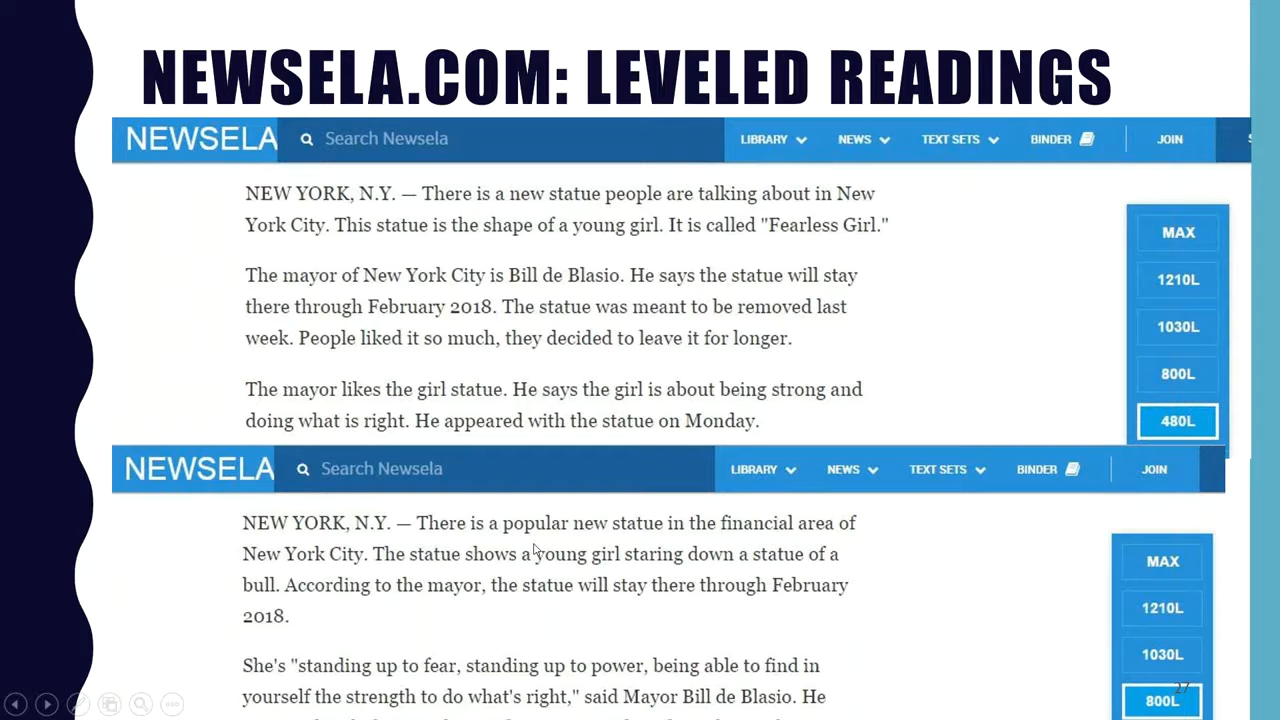 NEWSELA.COM: LEVELED READINGS
NEWSELA Search Newsela LIBRARY NEWS TEXT SETS BINDER JOIN
NEW YORK, N.Y. — There is a new statue people are talking about in New
York City. This statue is the shape of a young girl. It is called "Fearless Girl."
The mayor of New York City is Bill de Blasio. He says the statue will stay
there through February 2018. The statue was meant to be removed last
week. People liked it so much, they decided to leave it for longer.
The mayor likes the girl statue. He says the girl is about being strong and
doing what is right. He appeared with the statue on Monday.
MAX
1210L
1030L
800L
480L
NEWSELA Search Newsela LIBRARY NEWS TEXT SETS BINDER JOIN
NEW YORK, N.Y. — There is a popular new statue in the financial area of
New York City. The statue shows a young girl staring down a statue of a
bull. According to the mayor, the statue will stay there through February
2018.
She's "standing up to fear, standing up to power, being able to find in
yourself the strength to do what's right," said Mayor Bill de Blasio. He
MAX
1210L
1030L
800L
27